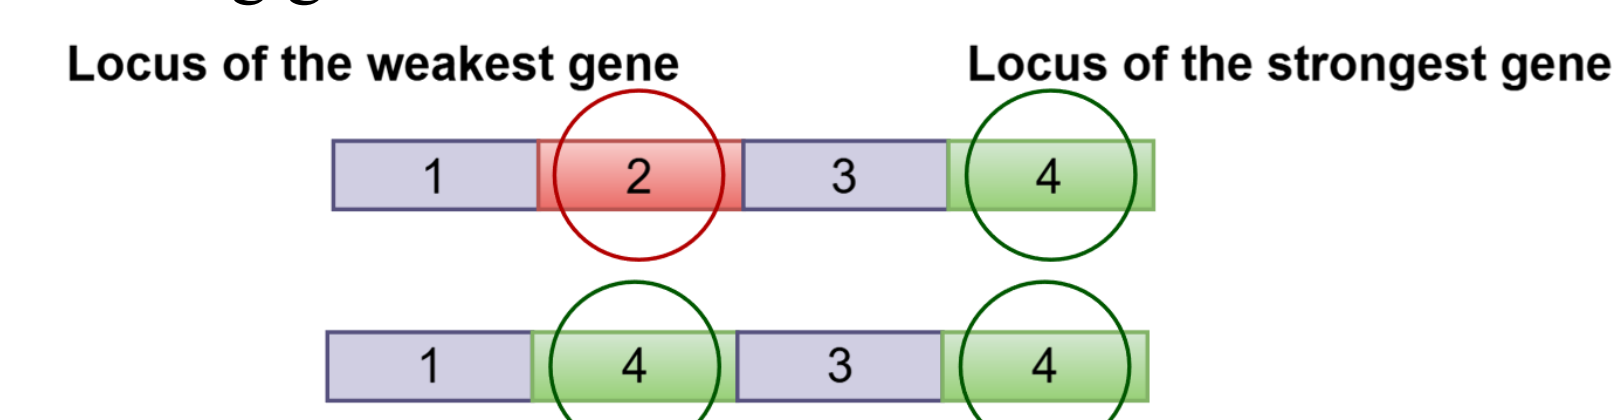 Locus of the weakest gene Locus of the strongest gene
1 2 3 4
1 4 3 4